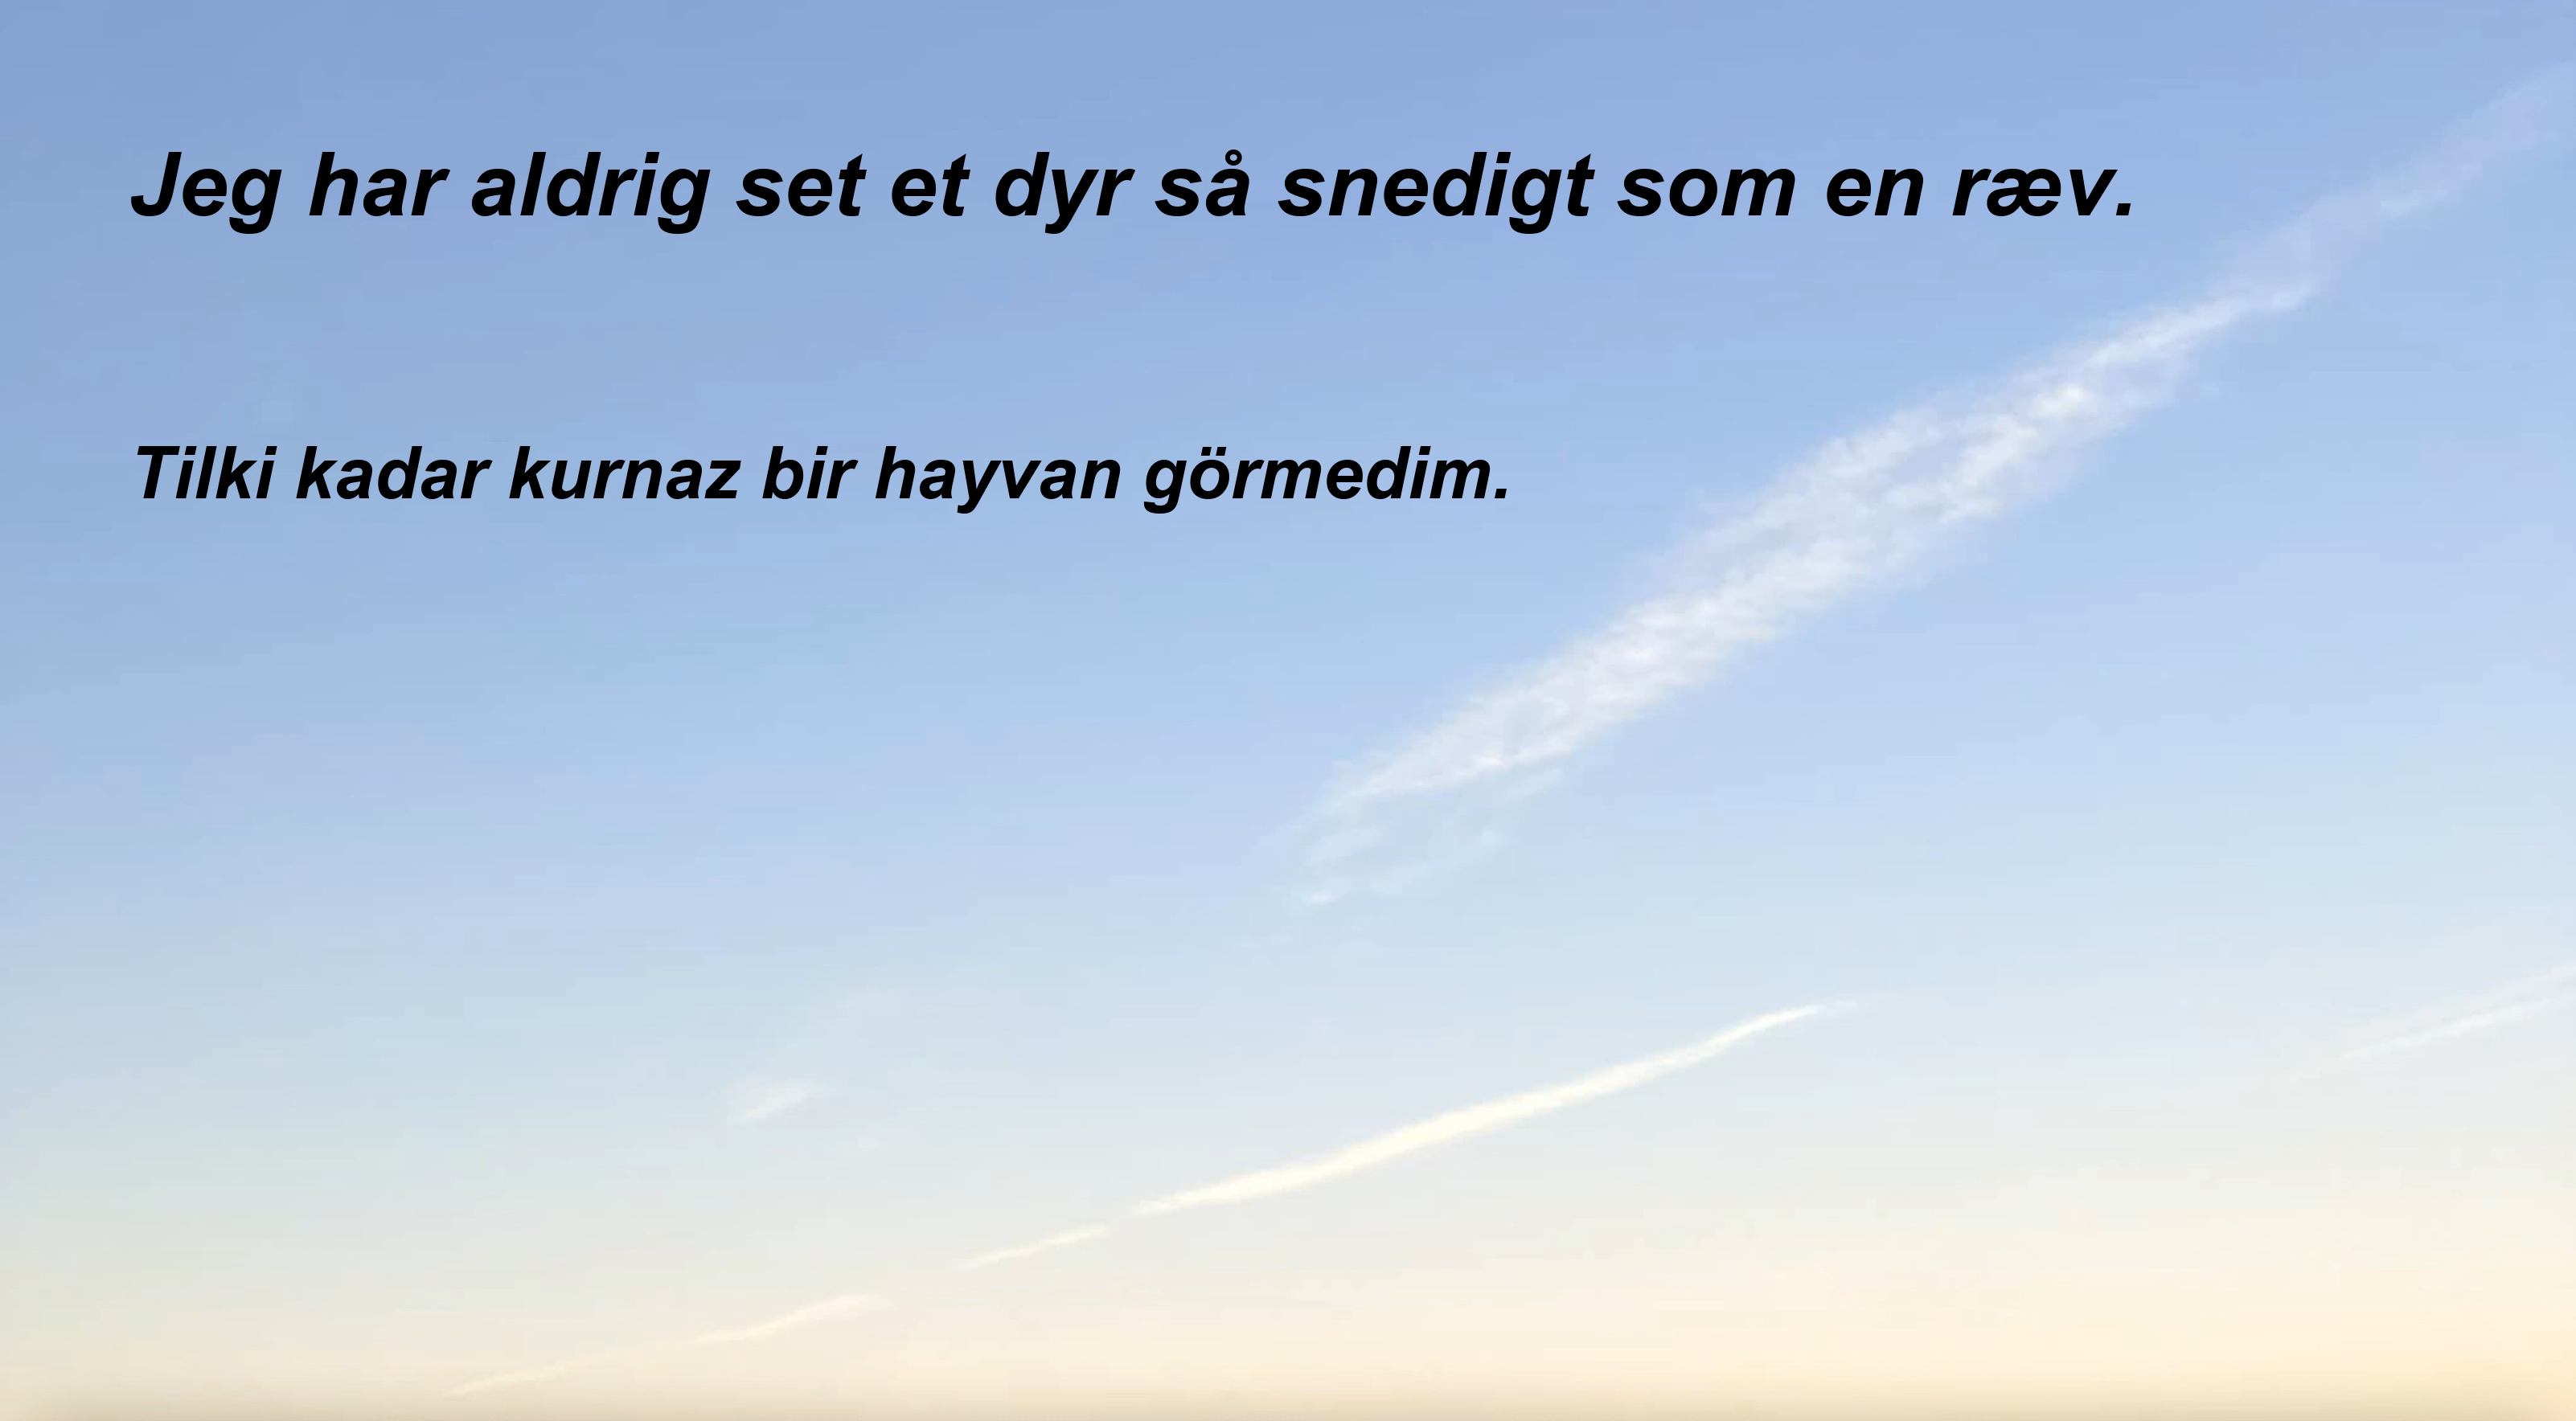 Jeg har aldrig set et dyr så snedigt som en ræv.
Tilki kadar kurnaz bir hayvan görmedim.